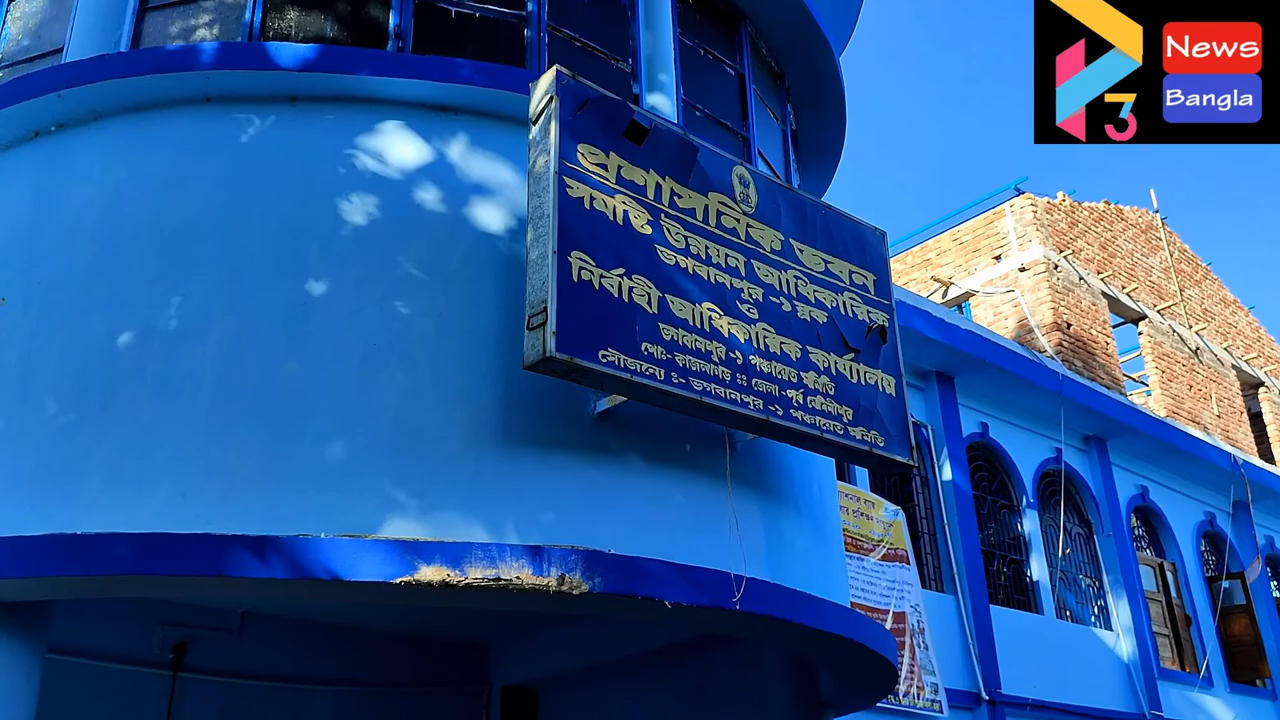 News
Bangla
3
প্রশাসনিক ভবন
সমষ্টি উন্নয়ন আধিকারিক
ভগবানপুর -১ ব্লক
ও
নির্বাহী আধিকারিক কার্য্যালয়
ভগবানপুর -১ পঞ্চায়েত সমিতি
পোঃ- কাজলাগড় ঃঃ জেলা -পূর্ব মেদিনীপুর
সৌজন্যে ঃ- ভগবানপুর -১ পঞ্চায়েত সমিতি